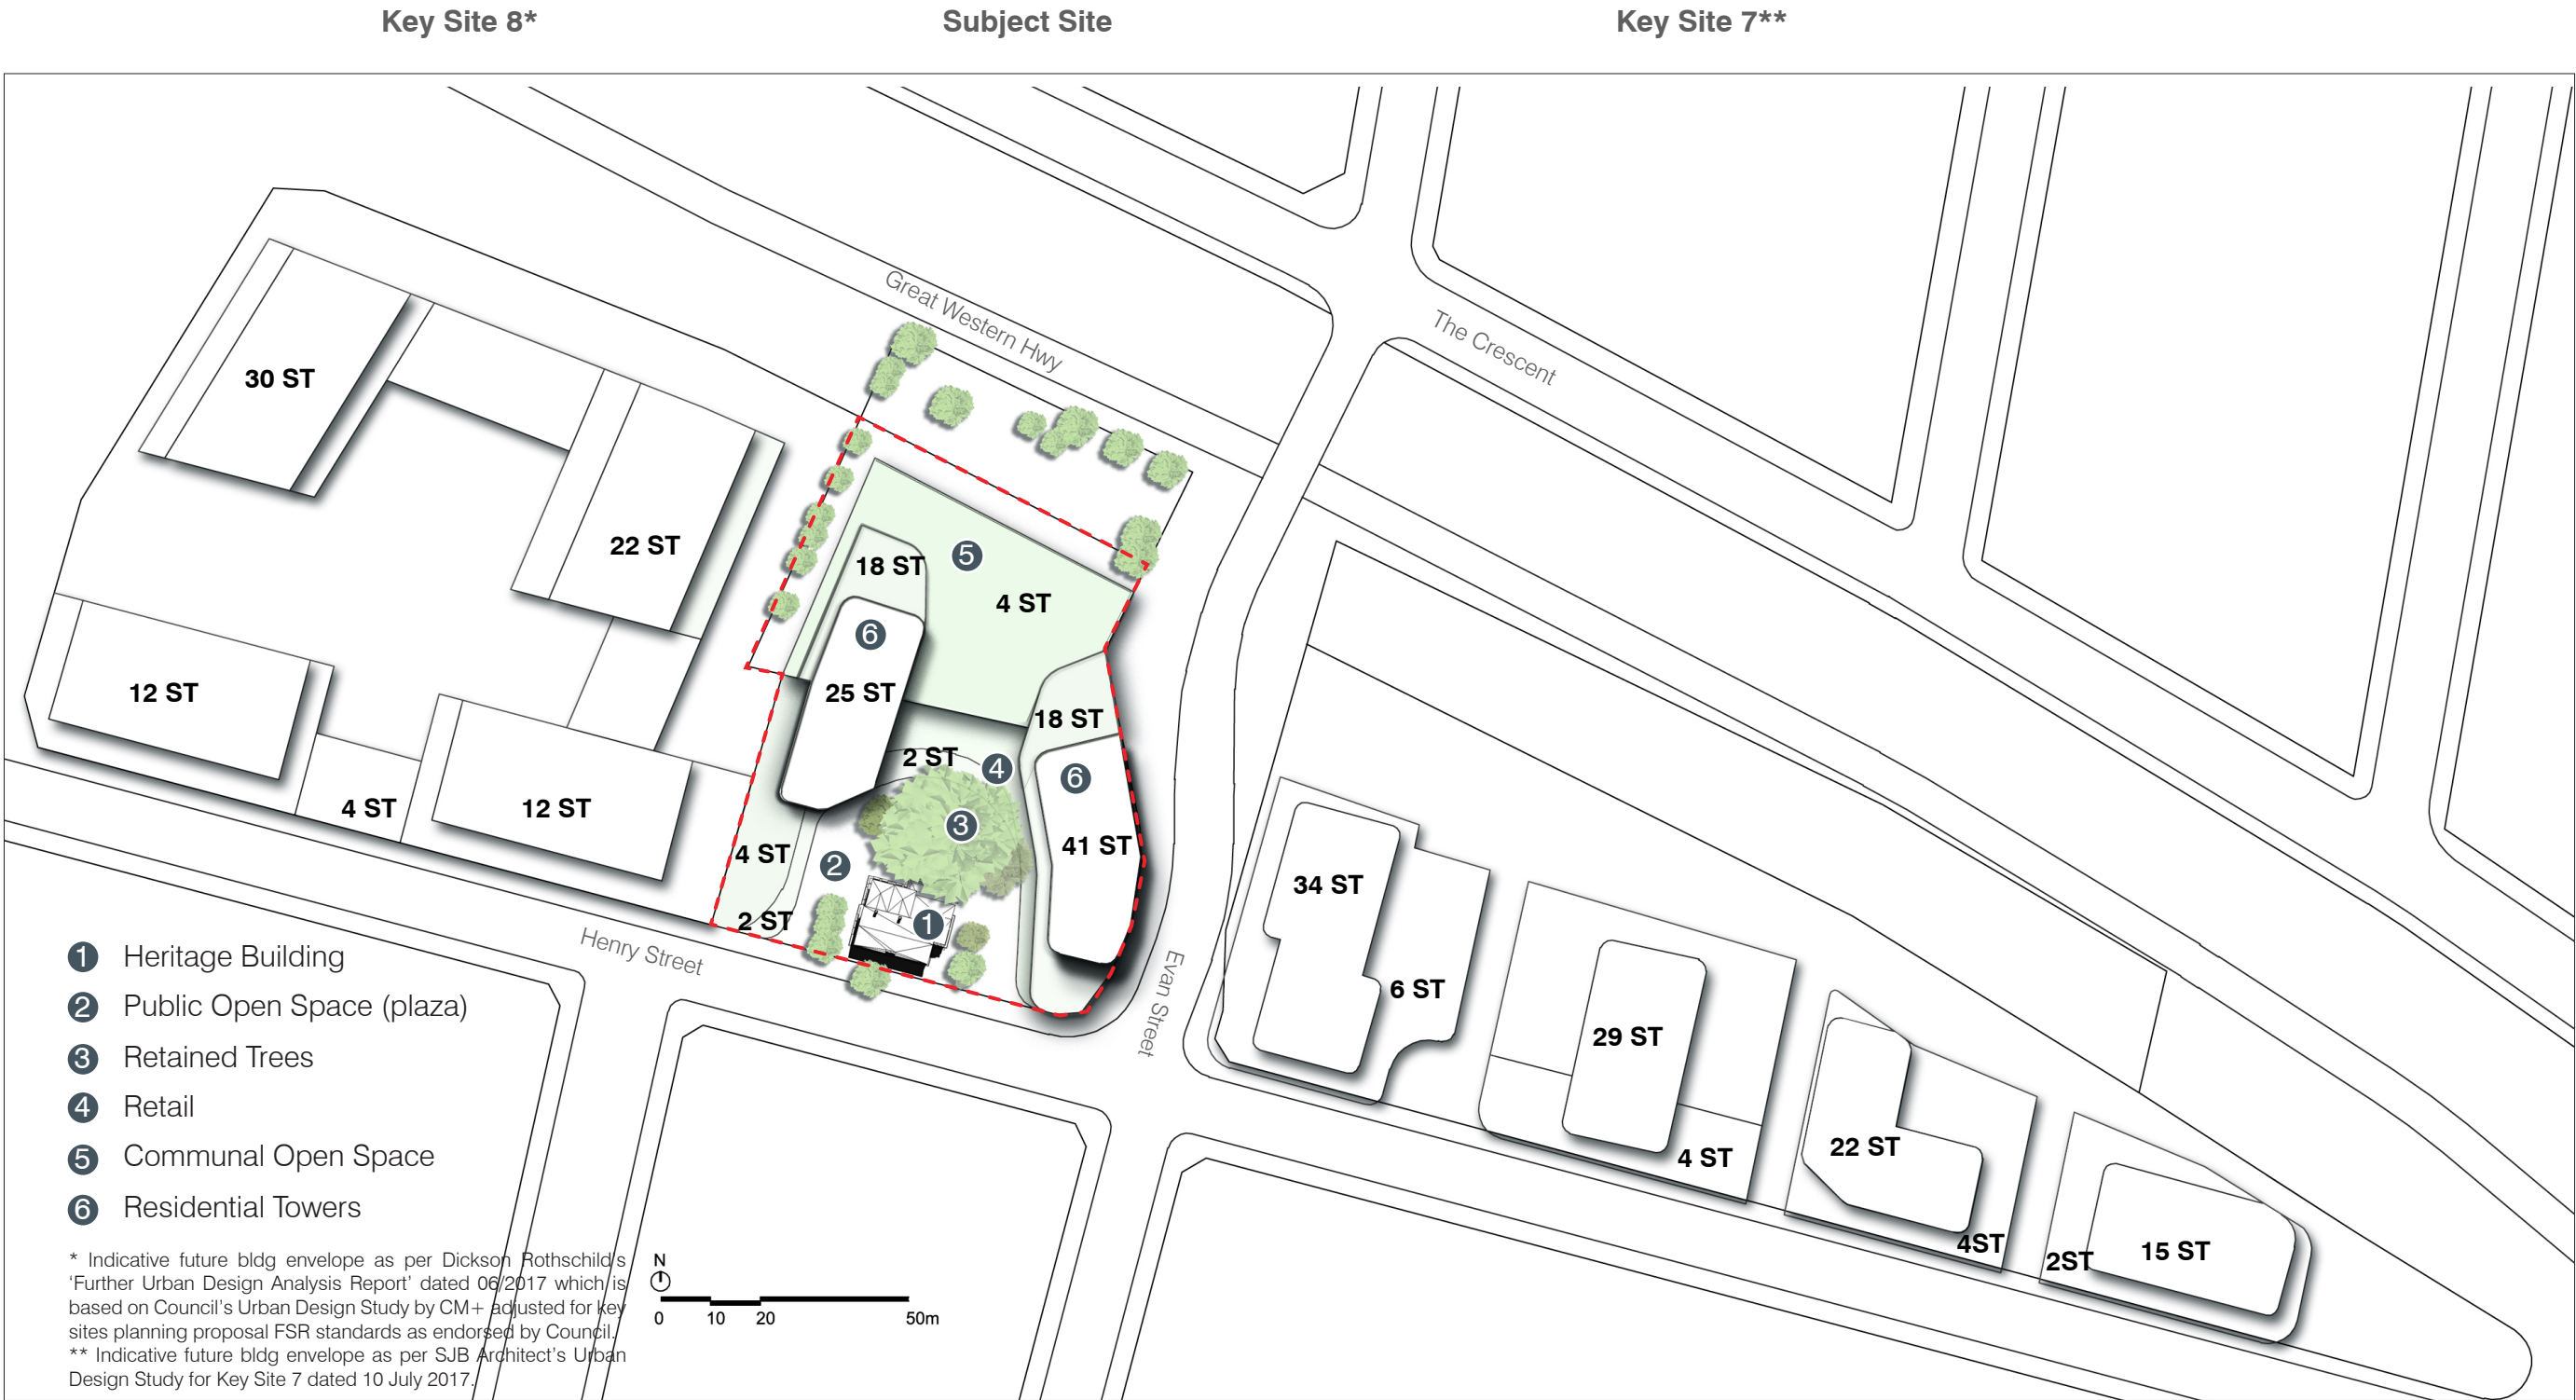 Key Site 8*
Subject Site
Key Site 7**
Great Western Hwy
The Crescent
30 ST
22 ST
18 ST
5
4 ST
6
25 ST
12 ST
18 ST
2 ST
4
6
4 ST
12 ST
3
41 ST
4 ST
2
34 ST
2 ST
1
Henry Street
Evan Street
6 ST
29 ST
22 ST
4 ST
4ST
2ST
15 ST
1 Heritage Building
2 Public Open Space (plaza)
3 Retained Trees
4 Retail
5 Communal Open Space
6 Residential Towers
* Indicative future bldg envelope as per Dickson Rothschild's
'Further Urban Design Analysis Report' dated 06/2017 which is
based on Council's Urban Design Study by CM+ adjusted for key
sites planning proposal FSR standards as endorsed by Council.
** Indicative future bldg envelope as per SJB Architect's Urban
Design Study for Key Site 7 dated 10 July 2017.
N
0 10 20 50m